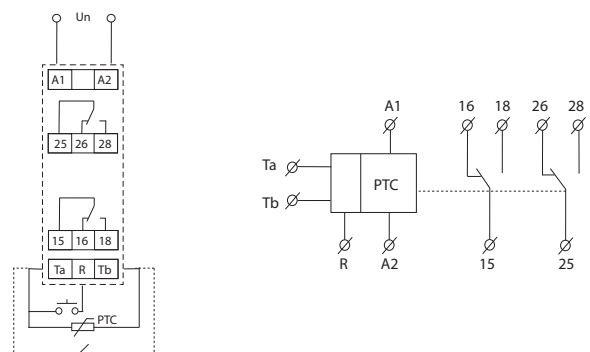 Un
A1 A2
25 26 28
15 16 18
Ta R Tb
PTC
A1 16 18 26 28
Ta
PTC
Tb
R A2 15 25